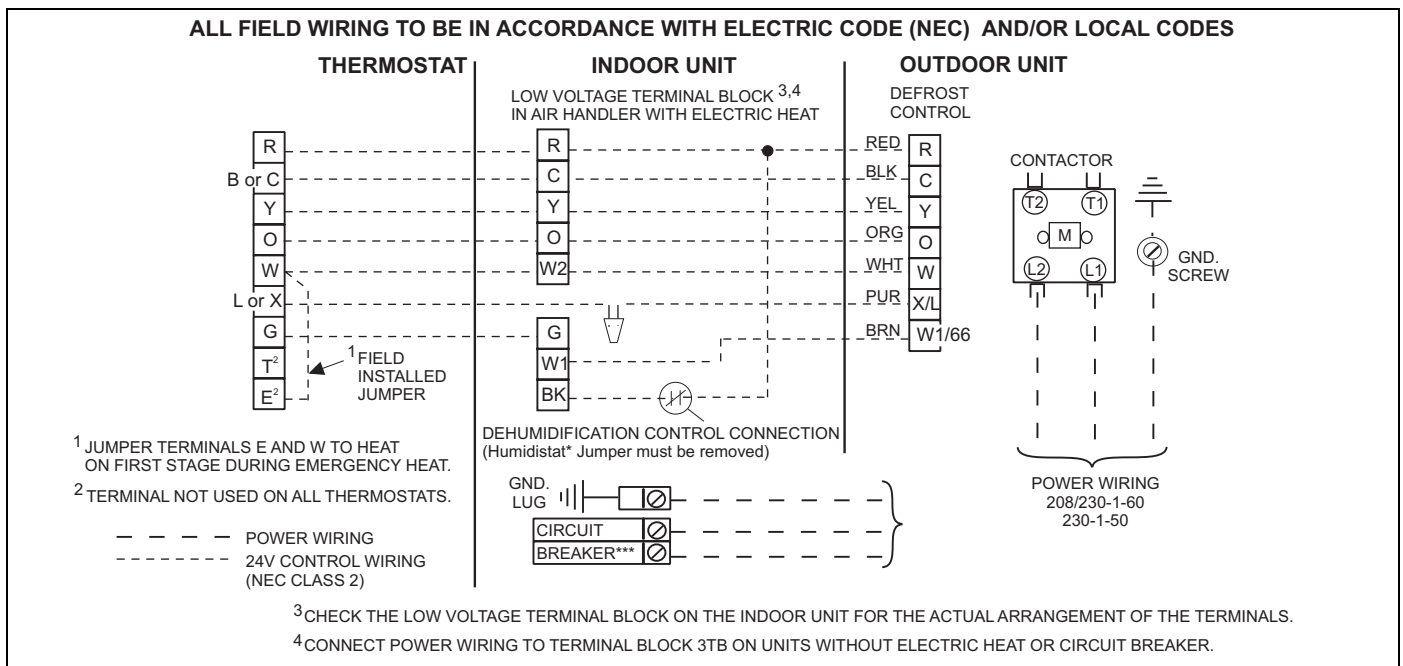 ALL FIELD WIRING TO BE IN ACCORDANCE WITH ELECTRIC CODE (NEC) AND/OR LOCAL CODES
THERMOSTAT
INDOOR UNIT
OUTDOOR UNIT
LOW VOLTAGE TERMINAL BLOCK 3,4
IN AIR HANDLER WITH ELECTRIC HEAT
DEFROST
CONTROL
R
B or C
Y
O
W
L or X
G
T2
E2
1 FIELD
INSTALLED
JUMPER
R
C
Y
O
W2
G
W1
BK
RED
BLK
YEL
ORG
WHT
PUR
BRN
R
C
Y
O
W
X/L
W1/66
CONTACTOR
T2
T1
M
L2
L1
GND.
SCREW
DEHUMIDIFICATION CONTROL CONNECTION
(Humidistat* Jumper must be removed)
1 JUMPER TERMINALS E AND W TO HEAT
ON FIRST STAGE DURING EMERGENCY HEAT.
2 TERMINAL NOT USED ON ALL THERMOSTATS.
POWER WIRING
24V CONTROL WIRING
(NEC CLASS 2)
GND.
LUG
CIRCUIT
BREAKER***
POWER WIRING
208/230-1-60
230-1-50
3 CHECK THE LOW VOLTAGE TERMINAL BLOCK ON THE INDOOR UNIT FOR THE ACTUAL ARRANGEMENT OF THE TERMINALS.
4 CONNECT POWER WIRING TO TERMINAL BLOCK 3TB ON UNITS WITHOUT ELECTRIC HEAT OR CIRCUIT BREAKER.